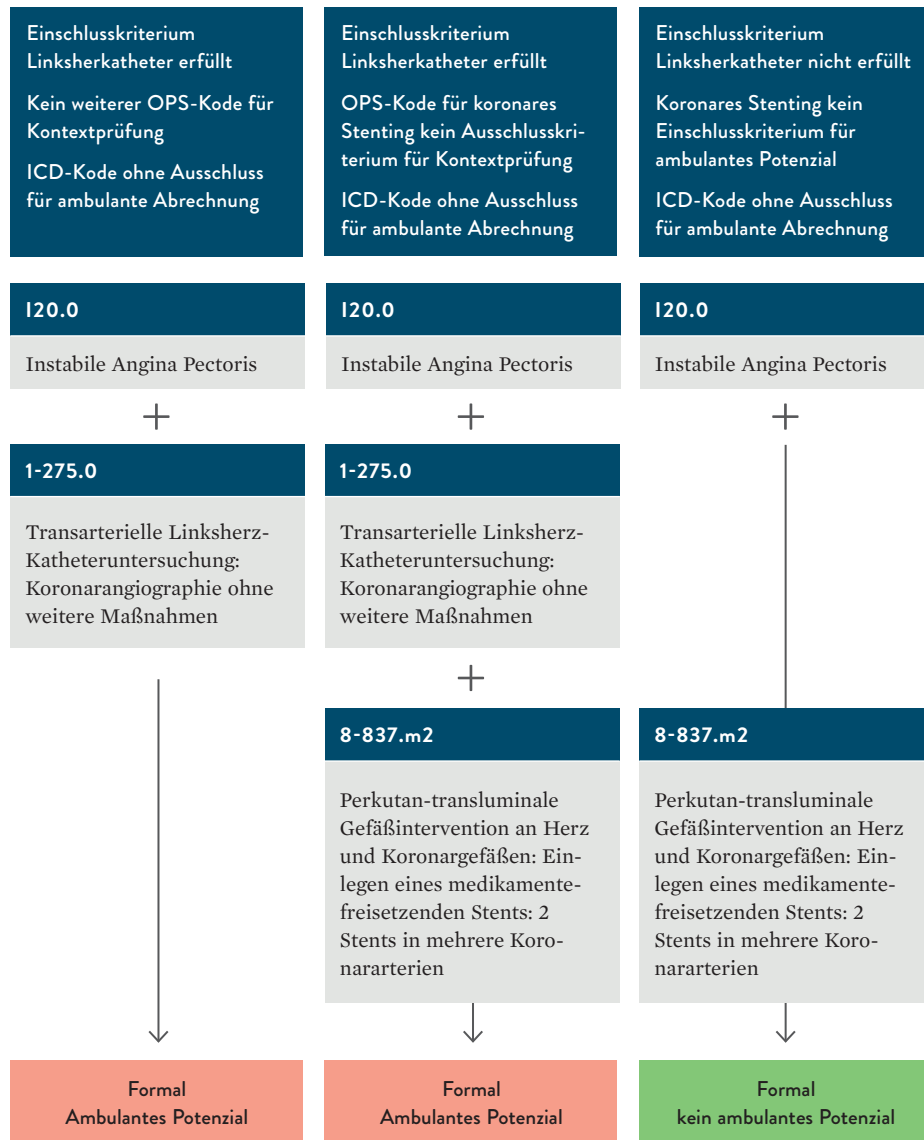 Einschlusskriterium
Linksherkatheter erfüllt
Kein weiterer OPS-Kode für
Kontextprüfung
ICD-Kode ohne Ausschluss
für ambulante Abrechnung
I20.0
Instabile Angina Pectoris
+
1-275.0
Transarterielle Linksherz-
Katheteruntersuchung:
Koronarangiographie ohne
weitere Maßnahmen
Formal
Ambulantes Potenzial
Einschlusskriterium
Linksherkatheter erfüllt
OPS-Kode für koronares
Stenting kein Ausschlusskri-
terium für Kontextprüfung
ICD-Kode ohne Ausschluss
für ambulante Abrechnung
I20.0
Instabile Angina Pectoris
+
1-275.0
Transarterielle Linksherz-
Katheteruntersuchung:
Koronarangiographie ohne
weitere Maßnahmen
+
8-837.m2
Perkutan-transluminale
Gefäßintervention an Herz
und Koronargefäßen: Ein-
legen eines medikamente-
freisetzenden Stents: 2
Stents in mehrere Koro-
nararterien
Formal
Ambulantes Potenzial
Einschlusskriterium
Linksherkatheter nicht erfüllt
Koronares Stenting kein
Einschlusskriterium für
ambulantes Potenzial
ICD-Kode ohne Ausschluss
für ambulante Abrechnung
I20.0
Instabile Angina Pectoris
+
8-837.m2
Perkutan-transluminale
Gefäßintervention an Herz
und Koronargefäßen: Ein-
legen eines medikamente-
freisetzenden Stents: 2
Stents in mehrere Koro-
nararterien
Formal
kein ambulantes Potenzial